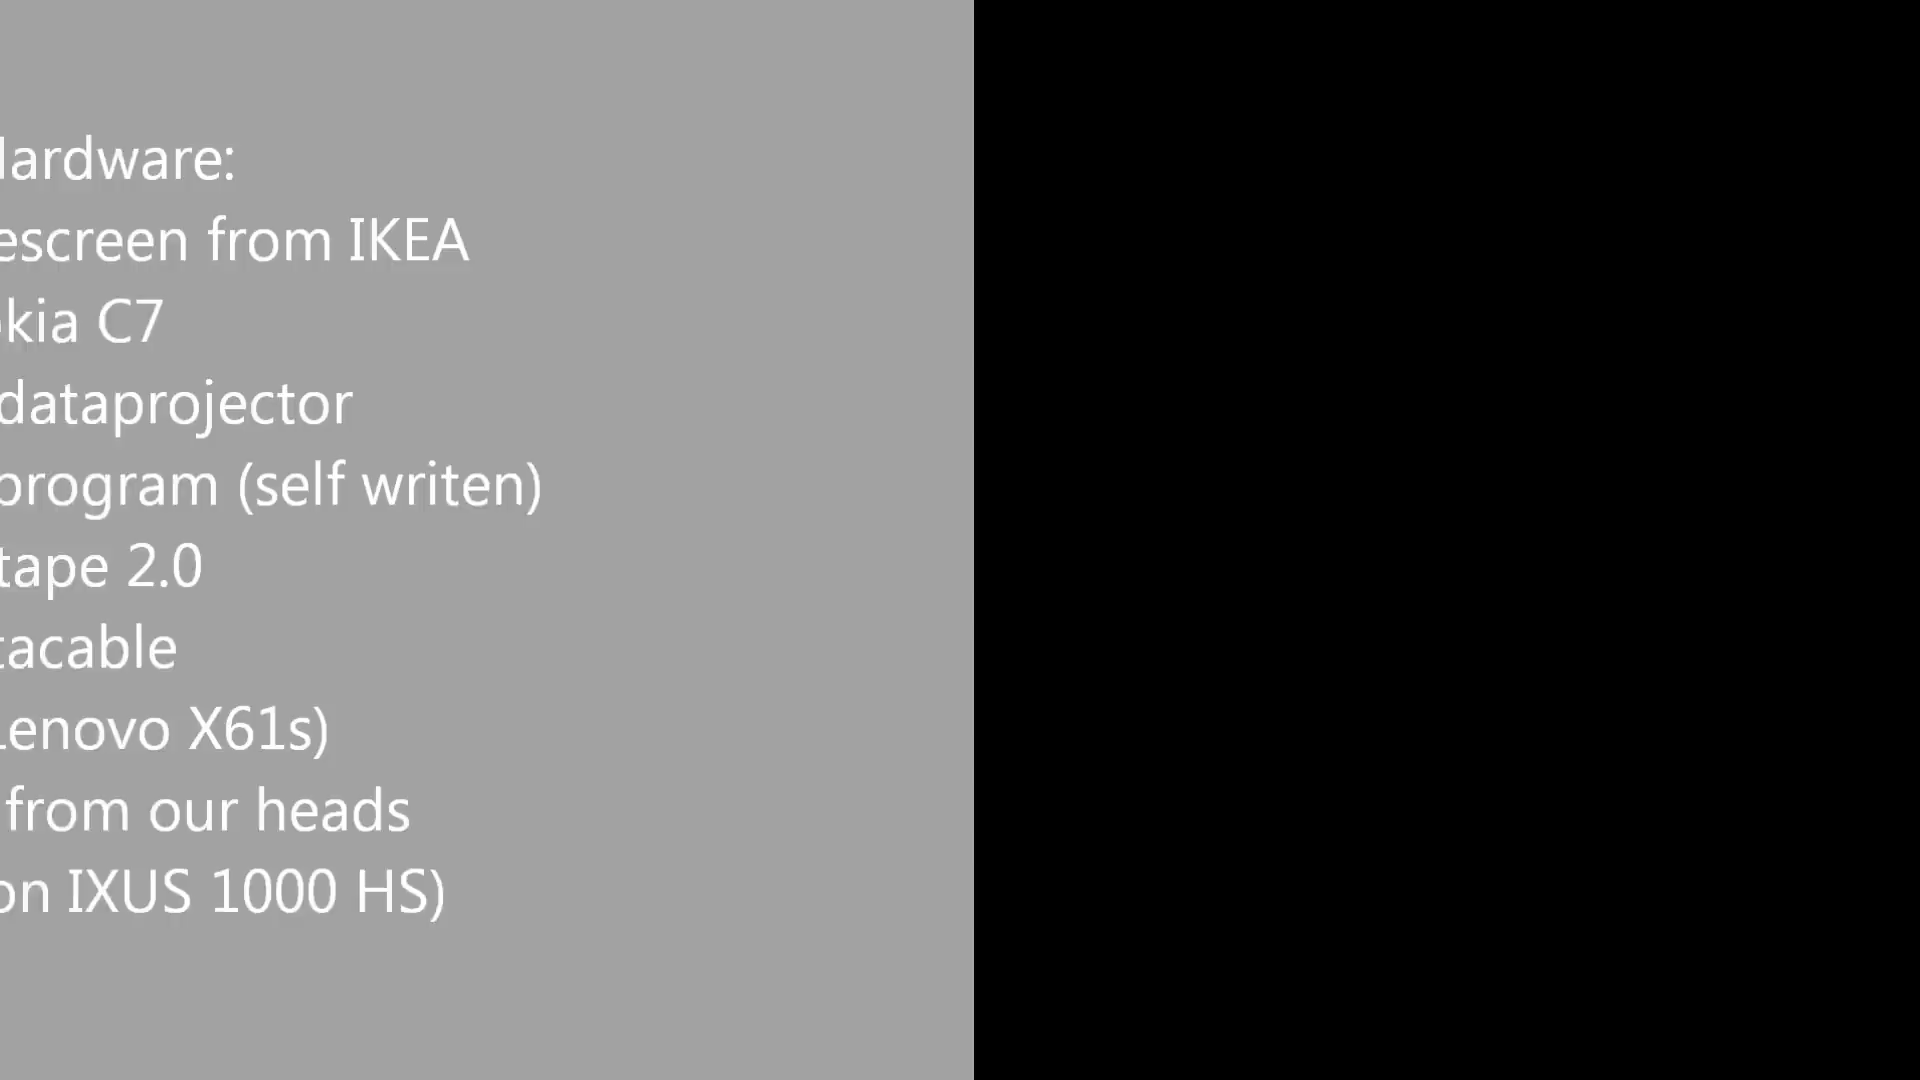 Hardware:
escreen from IKEA
okia C7
dataprojector
program (self writen)
tape 2.0
tacable
Lenovo X61s)
from our heads
on IXUS 1000 HS)